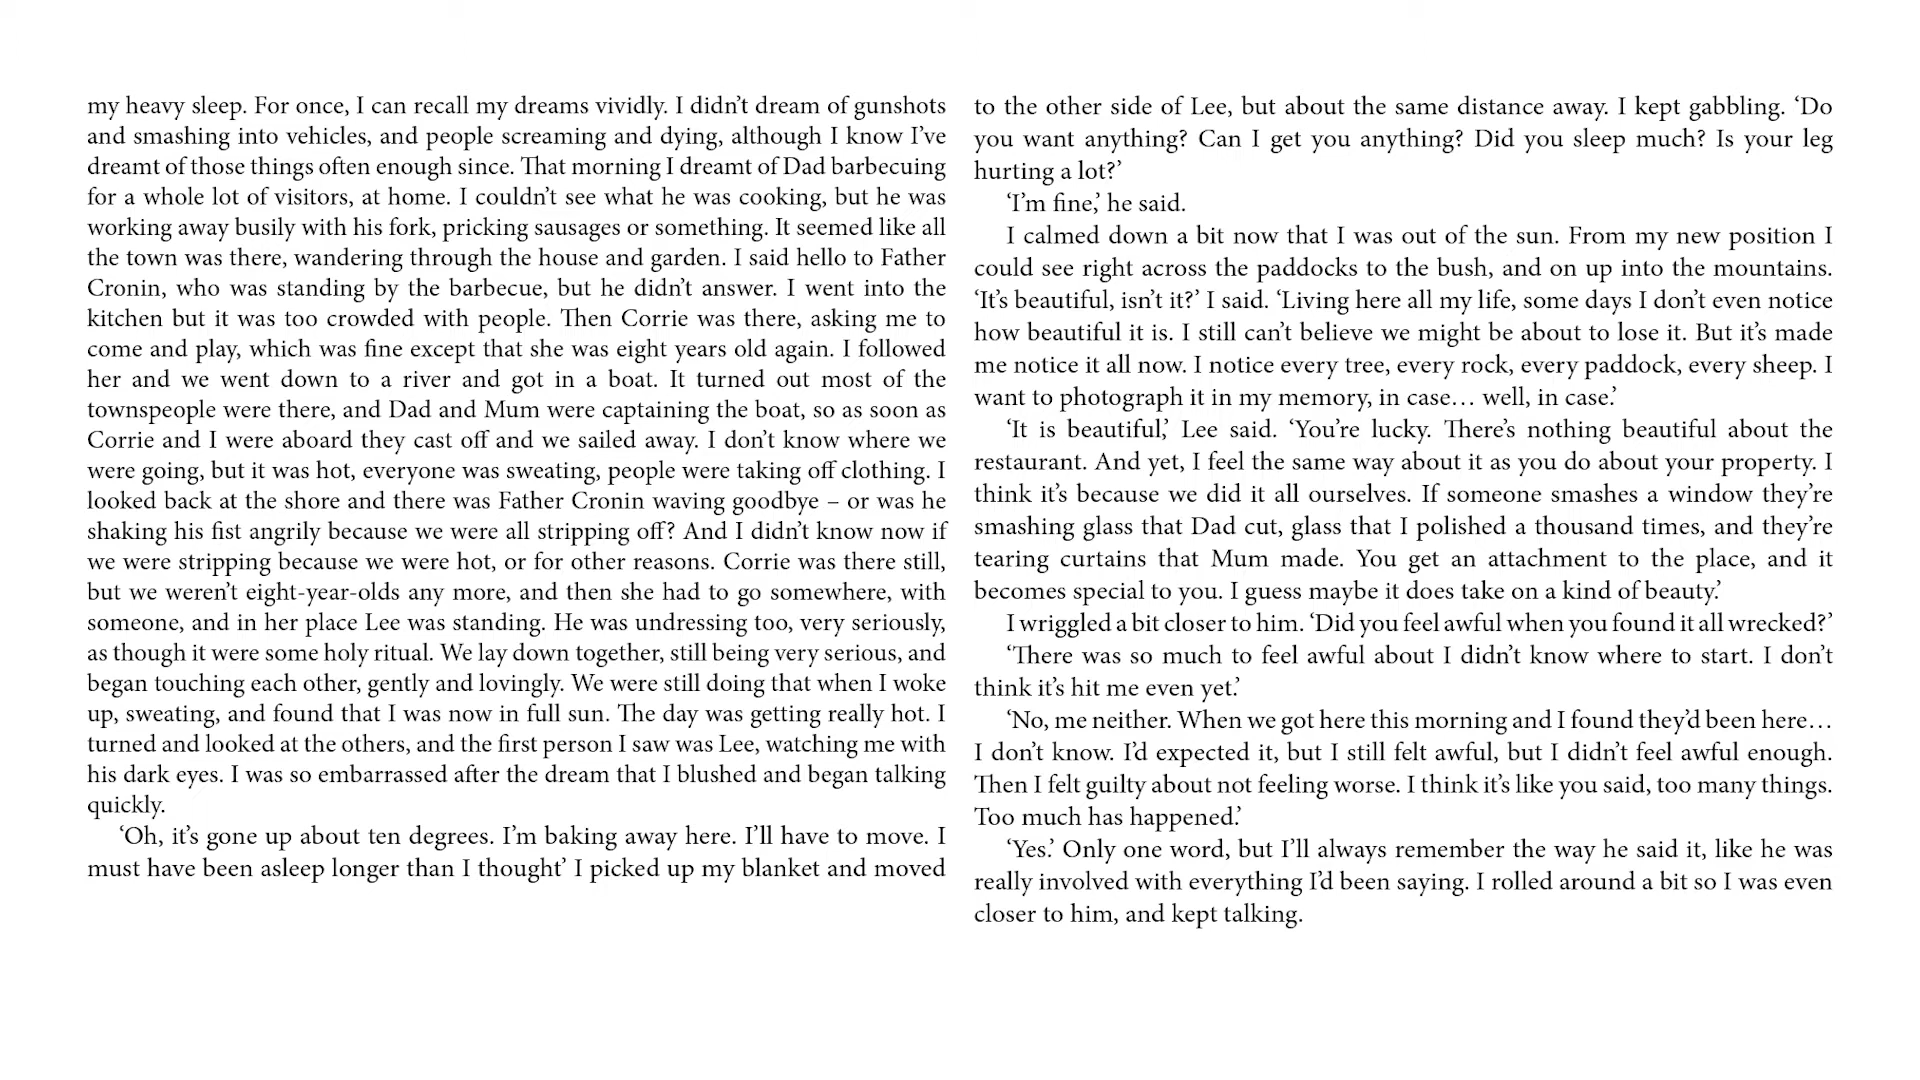 my heavy sleep. For once, I can recall my dreams vividly. I didn’t dream of gunshots
and smashing into vehicles, and people screaming and dying, although I know I’ve
dreamt of those things often enough since. That morning I dreamt of Dad barbecuing
for a whole lot of visitors, at home. I couldn’t see what he was cooking, but he was
working away busily with his fork, pricking sausages or something. It seemed like all
the town was there, wandering through the house and garden. I said hello to Father
Cronin, who was standing by the barbecue, but he didn’t answer. I went into the
kitchen but it was too crowded with people. Then Corrie was there, asking me to
come and play, which was fine except that she was eight years old again. I followed
her and we went down to a river and got in a boat. It turned out most of the
townspeople were there, and Dad and Mum were captaining the boat, so as soon as
Corrie and I were aboard they cast off and we sailed away. I don’t know where we
were going, but it was hot, everyone was sweating, people were taking off clothing. I
looked back at the shore and there was Father Cronin waving goodbye – or was he
shaking his fist angrily because we were all stripping off? And I didn’t know now if
we were stripping because we were hot, or for other reasons. Corrie was there still,
but we weren’t eight-year-olds any more, and then she had to go somewhere, with
someone, and in her place Lee was standing. He was undressing too, very seriously,
as though it were some holy ritual. We lay down together, still being very serious, and
began touching each other, gently and lovingly. We were still doing that when I woke
up, sweating, and found that I was now in full sun. The day was getting really hot. I
turned and looked at the others, and the first person I saw was Lee, watching me with
his dark eyes. I was so embarrassed after the dream that I blushed and began talking
quickly.
‘Oh, it’s gone up about ten degrees. I’m baking away here. I’ll have to move. I
must have been asleep longer than I thought’ I picked up my blanket and moved
to the other side of Lee, but about the same distance away. I kept gabbling. ‘Do
you want anything? Can I get you anything? Did you sleep much? Is your leg
hurting a lot?’
‘I’m fine,’ he said.
I calmed down a bit now that I was out of the sun. From my new position I
could see right across the paddocks to the bush, and on up into the mountains.
‘It’s beautiful, isn’t it?’ I said. ‘Living here all my life, some days I don’t even notice
how beautiful it is. I still can’t believe we might be about to lose it. But it’s made
me notice it all now. I notice every tree, every rock, every paddock, every sheep. I
want to photograph it in my memory, in case… well, in case.’
‘It is beautiful,’ Lee said. ‘You’re lucky. There’s nothing beautiful about the
restaurant. And yet, I feel the same way about it as you do about your property. I
think it’s because we did it all ourselves. If someone smashes a window they’re
smashing glass that Dad cut, glass that I polished a thousand times, and they’re
tearing curtains that Mum made. You get an attachment to the place, and it
becomes special to you. I guess maybe it does take on a kind of beauty.’
I wriggled a bit closer to him. ‘Did you feel awful when you found it all wrecked?’
‘There was so much to feel awful about I didn’t know where to start. I don’t
think it’s hit me even yet.’
‘No, me neither. When we got here this morning and I found they’d been here…
I don’t know. I’d expected it, but I still felt awful, but I didn’t feel awful enough.
Then I felt guilty about not feeling worse. I think it’s like you said, too many things.
Too much has happened.’
‘Yes.’ Only one word, but I’ll always remember the way he said it, like he was
really involved with everything I’d been saying. I rolled around a bit so I was even
closer to him, and kept talking.